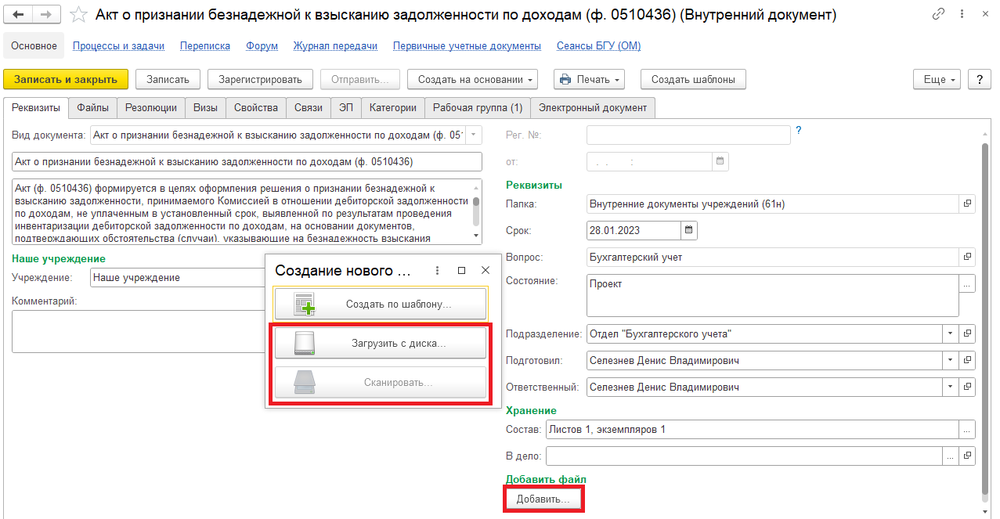 Акт о признании безнадежной к взысканию задолженности по доходам (ф. 0510436) (Внутренний документ)
Основное Процессы и задачи Переписка Форум Журнал передачи Первичные учетные документы Сеансы БГУ (ОМ)
Записать и закрыть Записать Зарегистрировать Отправить... Создать на основании Печать Создать шаблоны Еще ?
Реквизиты Файлы Резолюции Визы Свойства Связи ЭП Категории Рабочая группа (1) Электронный документ
Вид документа: Акт о признании безнадежной к взысканию задолженности по доходам (ф. 051
Акт о признании безнадежной к взысканию задолженности по доходам (ф. 0510436)
Акт (ф. 0510436) формируется в целях оформления решения о признании безнадежной к
взысканию задолженности, принимаемого Комиссией в отношении дебиторской задолженности
по доходам, не уплаченным в установленный срок, выявленной по результатам проведения
инвентаризации дебиторской задолженности по доходам, на основании документов,
подтверждающих обстоятельства (случаи), указывающие на безнадежность взыскания
Наше учреждение
Учреждение: Наше учреждение
Комментарий:
Создание нового ...
Создать по шаблону...
Загрузить с диска...
Сканировать...
Рег. №: ?
от: . . :
Реквизиты
Папка: Внутренние документы учреждений (61н)
Срок: 28.01.2023
Вопрос: Бухгалтерский учет
Состояние: Проект
...
Подразделение: Отдел "Бухгалтерского учета"
Подготовил: Селезнев Денис Владимирович
Ответственный: Селезнев Денис Владимирович
Хранение
Состав: Листов 1, экземпляров 1 ...
В дело: ...
Добавить файл
Добавить...